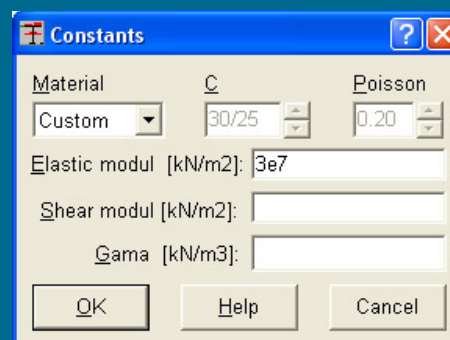 Constants
Material C Poisson
Custom 30/25 0.20
Elastic modul [kN/m2]: 3e7
Shear modul [kN/m2]:
Gama [kN/m3]:
OK Help Cancel